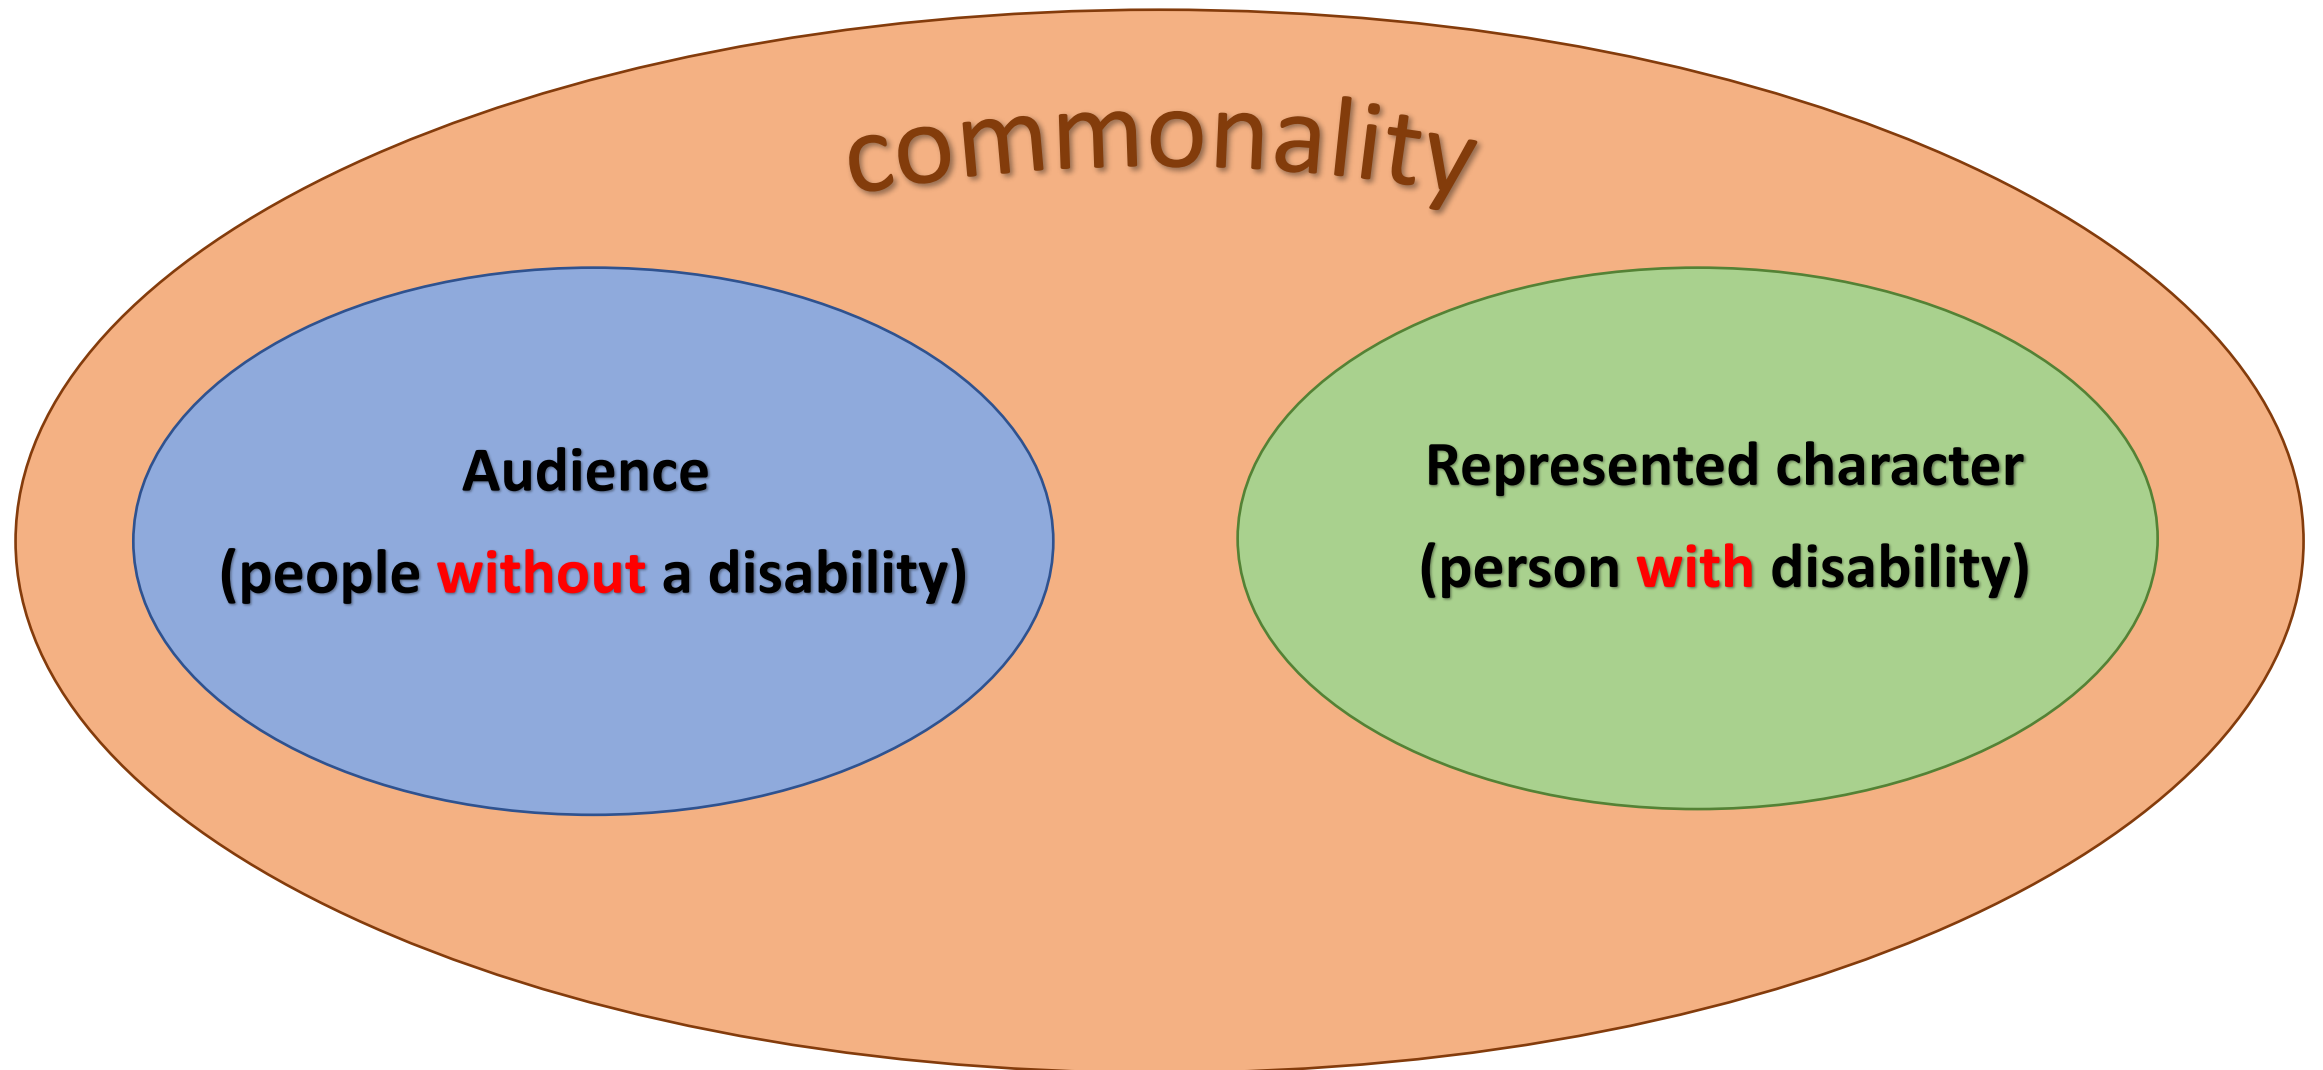 commonality
Audience
(people without a disability)
Represented character
(person with disability)